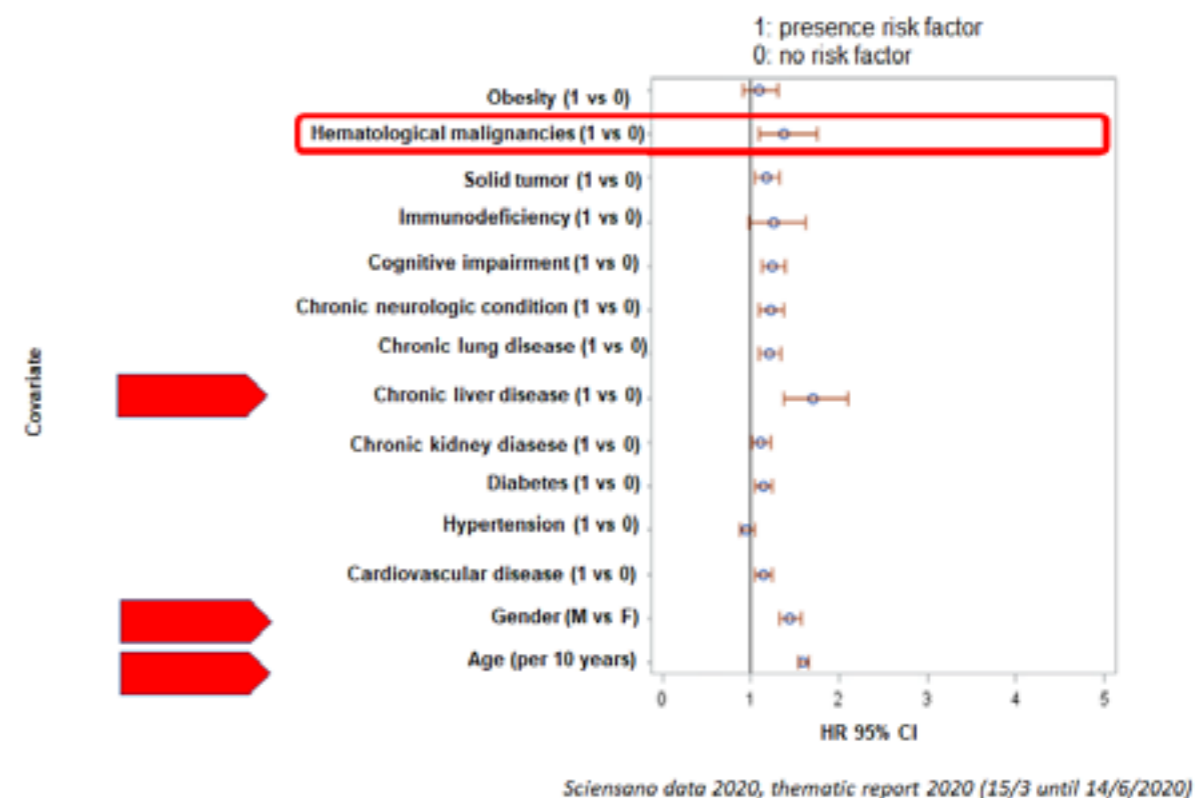 1: presence risk factor
0: no risk factor
Obesity (1 vs 0)
Hematological malignancies (1 vs 0)
Solid tumor (1 vs 0)
Immunodeficiency (1 vs 0)
Cognitive impairment (1 vs 0)
Chronic neurologic condition (1 vs 0)
Chronic lung disease (1 vs 0)
Chronic liver disease (1 vs 0)
Chronic kidney diasese (1 vs 0)
Diabetes (1 vs 0)
Hypertension (1 vs 0)
Cardiovascular disease (1 vs 0)
Gender (M vs F)
Age (per 10 years)
Covariate
0 1 2 3 4 5
HR 95% CI
Sciensano data 2020, thematic report 2020 (15/3 until 14/6/2020)